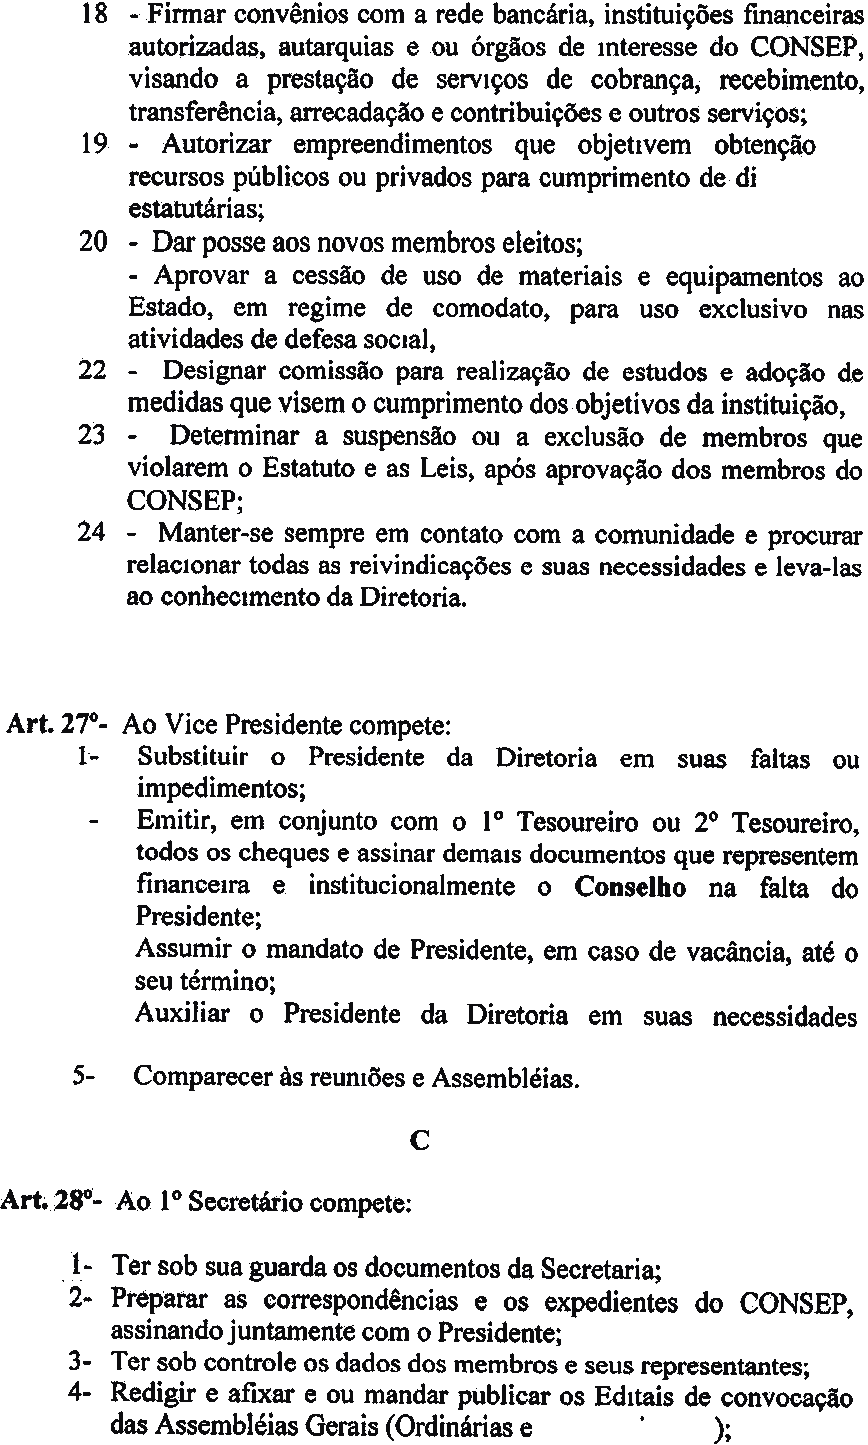 18 - Firmar convênios com a rede bancária, instituições financeiras
autorizadas, autarquias e ou órgãos de interesse do CONSEP,
visando a prestação de serviços de cobrança, recebimento,
transferência, arrecadação e contribuições e outros serviços;
19 - Autorizar empreendimentos que objetivem obtenção
recursos públicos ou privados para cumprimento de di
estatutárias;
20 - Dar posse aos novos membros eleitos;
- Aprovar a cessão de uso de materiais e equipamentos ao
Estado, em regime de comodato, para uso exclusivo nas
atividades de defesa social,
22 - Designar comissão para realização de estudos e adoção de
medidas que visem o cumprimento dos objetivos da instituição,
23 - Determinar a suspensão ou a exclusão de membros que
violarem o Estatuto e as Leis, após aprovação dos membros do
CONSEP;
24 - Manter-se sempre em contato com a comunidade e procurar
relacionar todas as reivindicações e suas necessidades e leva-las
ao conhecimento da Diretoria.
Art. 27º- Ao Vice Presidente compete:
1- Substituir o Presidente da Diretoria em suas faltas ou
impedimentos;
- Emitir, em conjunto com o 1º Tesoureiro ou 2º Tesoureiro,
todos os cheques e assinar demais documentos que representem
financeira e institucionalmente o Conselho na falta do
Presidente;
Assumir o mandato de Presidente, em caso de vacância, até o
seu término;
Auxiliar o Presidente da Diretoria em suas necessidades
5- Comparecer às reuniões e Assembléias.
C
Art. 28º- Ao 1º Secretário compete:
1- Ter sob sua guarda os documentos da Secretaria;
2- Preparar as correspondências e os expedientes do CONSEP,
assinando juntamente com o Presidente;
3- Ter sob controle os dados dos membros e seus representantes;
4- Redigir e afixar e ou mandar publicar os Editais de convocação
das Assembléias Gerais (Ordinárias e );